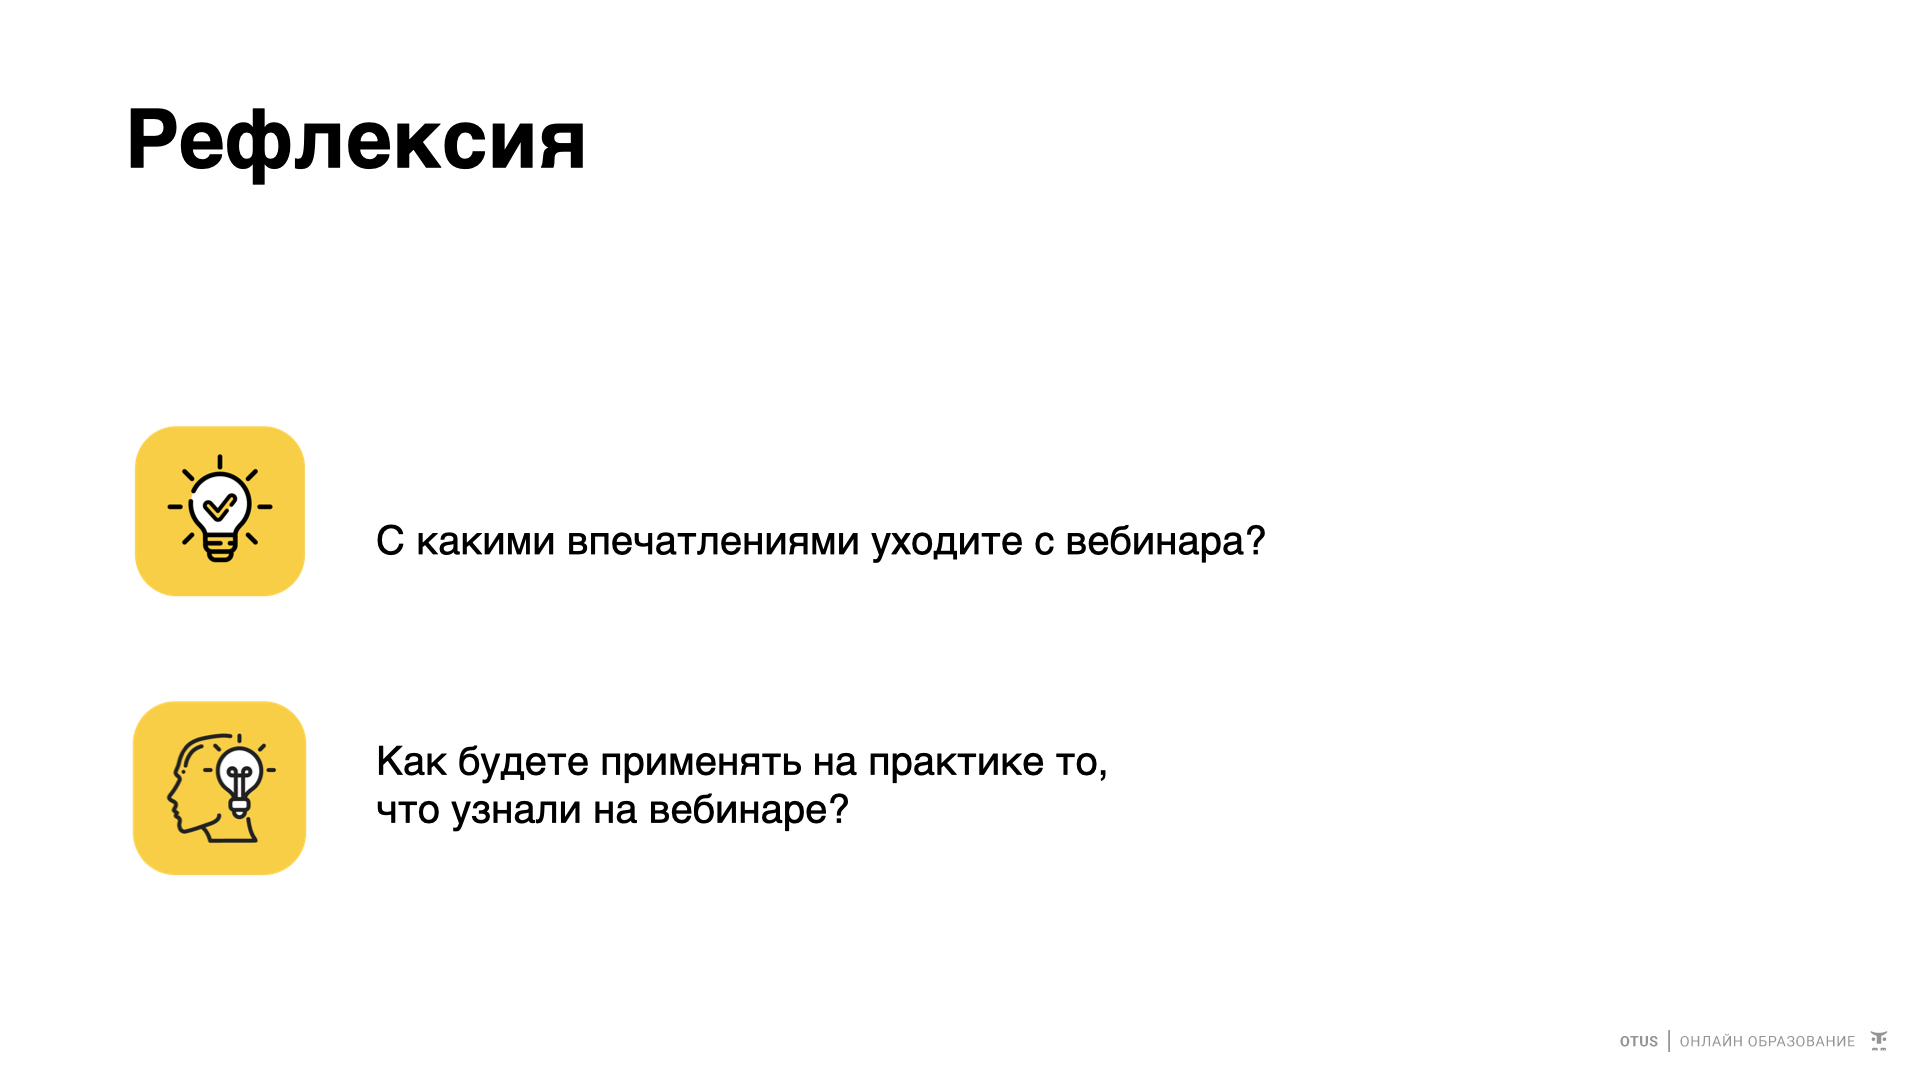 Рефлексия
С какими впечатлениями уходите с вебинара?
Как будете применять на практике то,
что узнали на вебинаре?
OTUS | ОНЛАЙН ОБРАЗОВАНИЕ